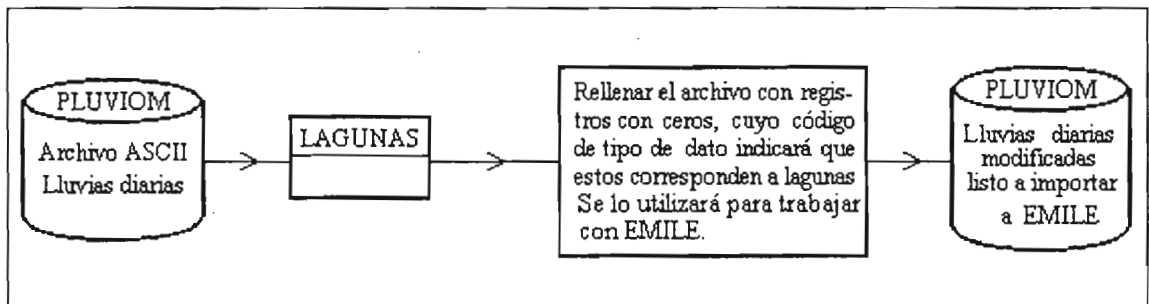 PLUVIOM
Archivo ASCII
Lluvias diarias
LAGUNAS
Rellenar el archivo con regis-
tros con ceros, cuyo código
de tipo de dato indicará que
estos corresponden a lagunas
Se lo utilizará para trabajar
con EMILE.
PLUVIOM
Lluvias diarias
modificadas
listo a importar
a EMILE